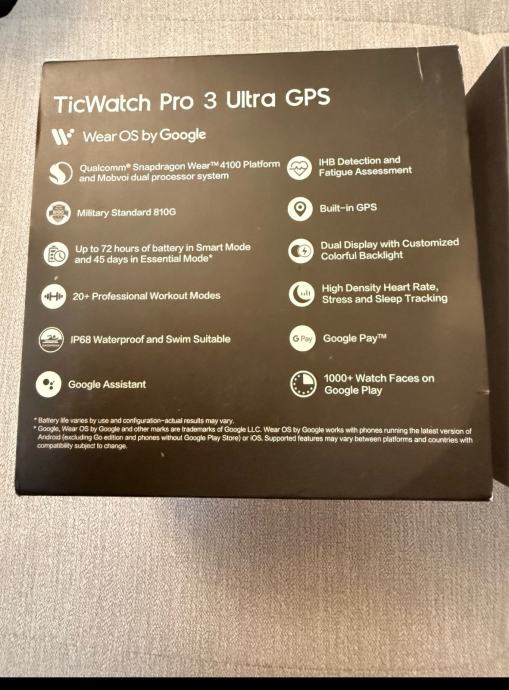 TicWatch Pro 3 Ultra GPS
Wear OS by Google
Qualcomm® Snapdragon Wear™ 4100 Platform
and Mobvoi dual processor system
IHB Detection and
Fatigue Assessment
Military Standard 810G
Built-in GPS
Up to 72 hours of battery in Smart Mode
and 45 days in Essential Mode*
Dual Display with Customized
Colorful Backlight
20+ Professional Workout Modes
High Density Heart Rate,
Stress and Sleep Tracking
IP68 Waterproof and Swim Suitable
G Pay
Google Pay™
Google Assistant
1000+ Watch Faces on
Google Play
* Battery life varies by use and configuration-actual results may vary.
* Google, Wear OS by Google and other marks are trademarks of Google LLC. Wear OS by Google works with phones running the latest version of
Android (excluding Go edition and phones without Google Play Store) or iOS. Supported features may vary between platforms and countries with
compatibility subject to change.